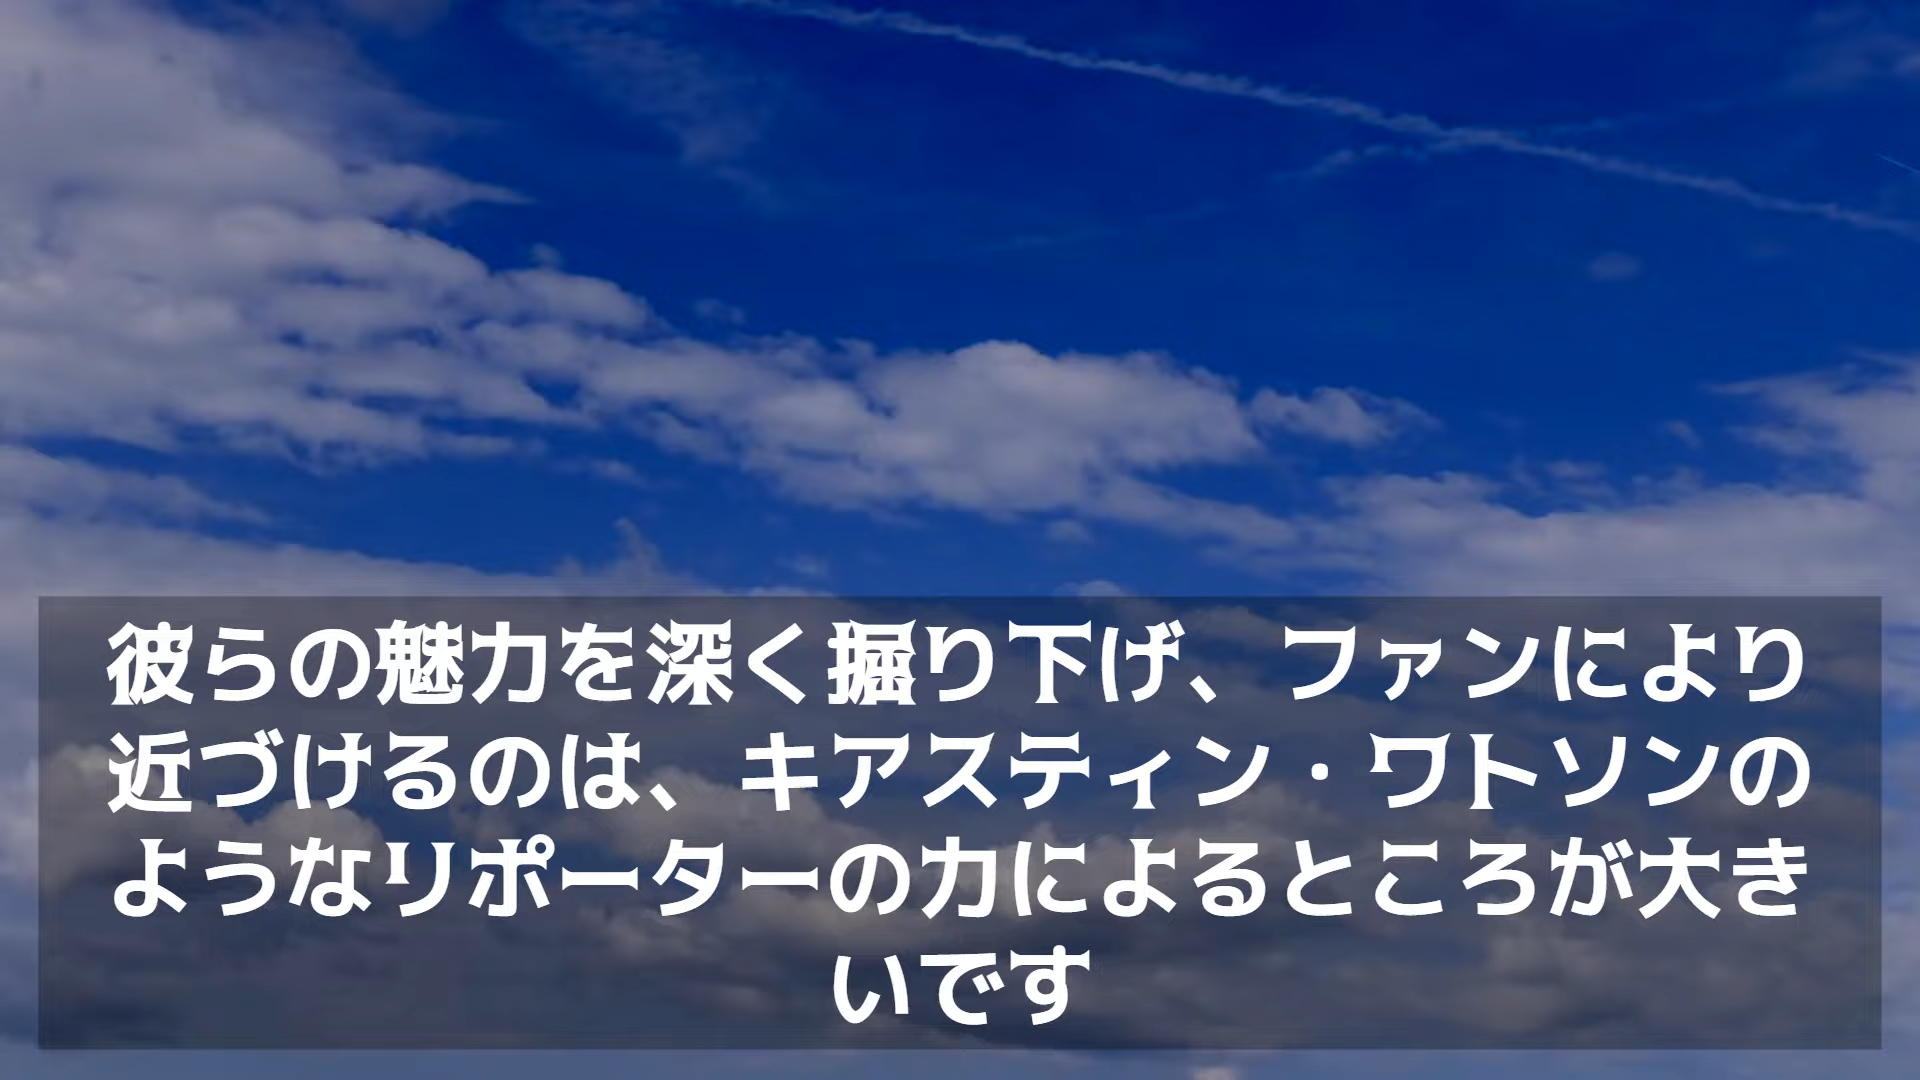 彼らの魅力を深く掘り下げ、ファンにより
近づけるのは、キアスティン・ワトソンの
ようなリポーターの力によるところが大き
いです